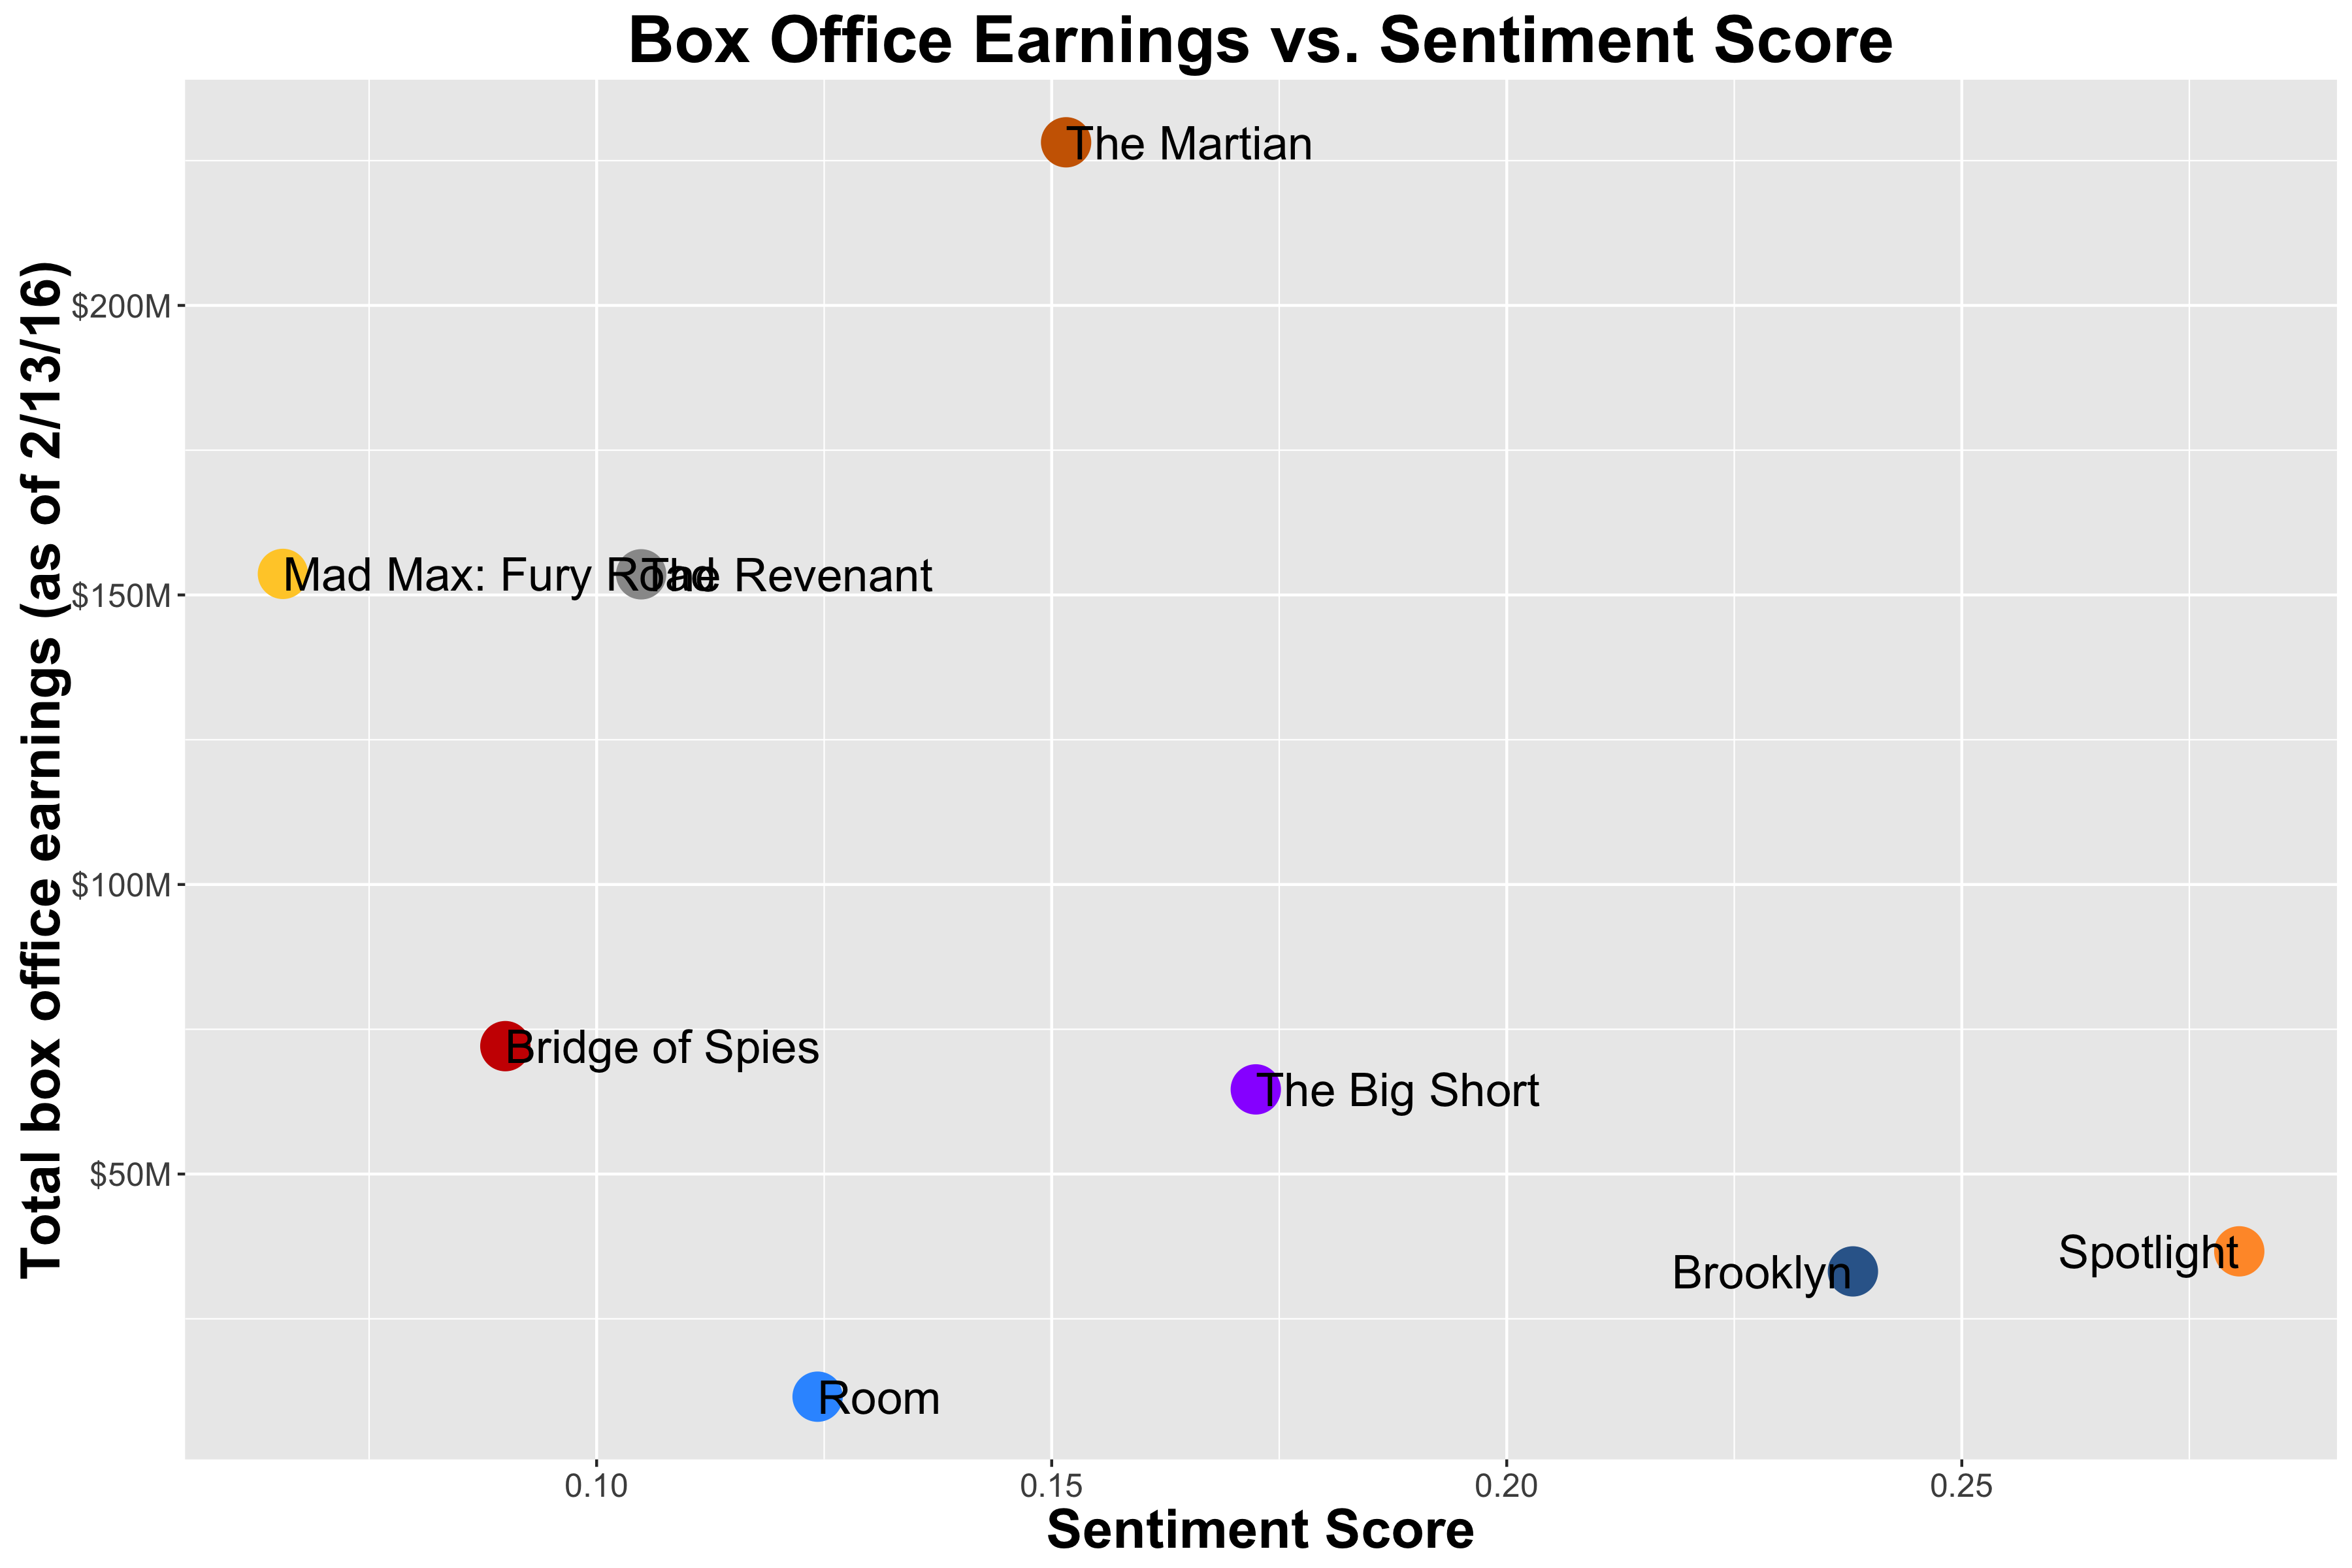 Box Office Earnings vs. Sentiment Score
Total box office earnings (as of 2/13/16)
$200M
$150M
$100M
$50M
The Martian
Mad Max: Fury Road
The Revenant
Bridge of Spies
The Big Short
Brooklyn
Spotlight
Room
0.10
0.15
0.20
0.25
Sentiment Score